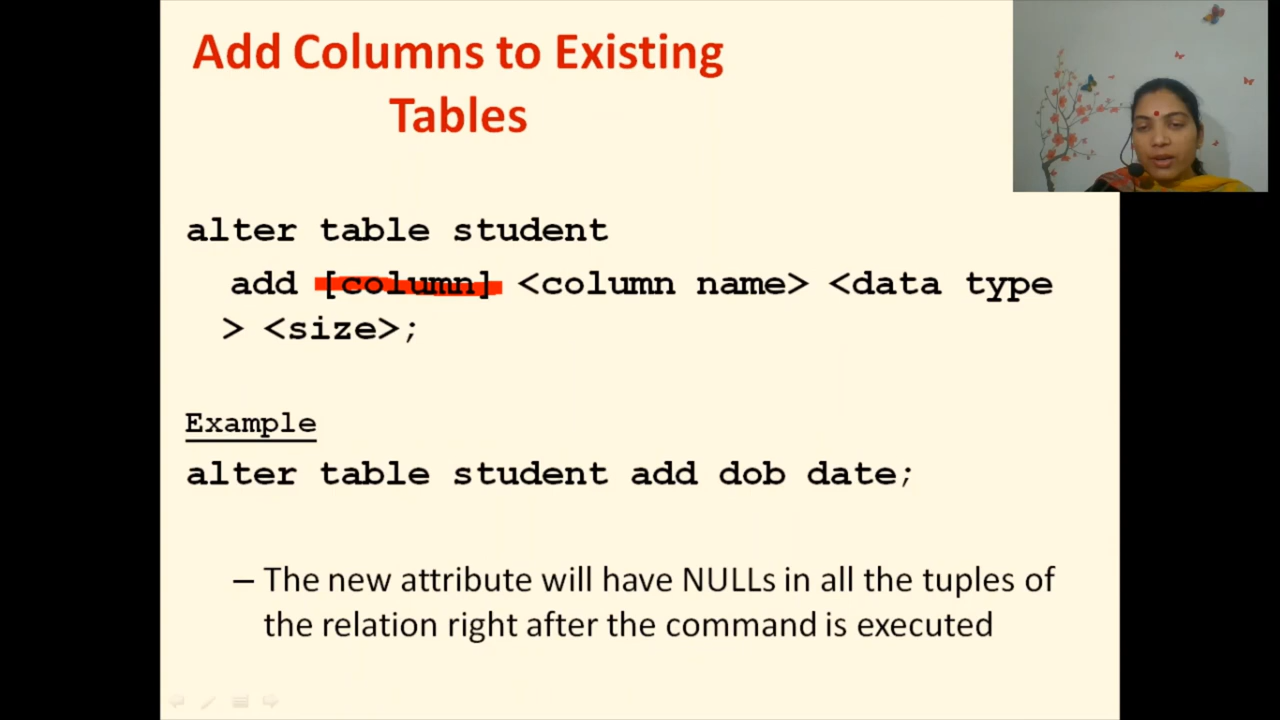 Add Columns to Existing
Tables
alter table student
add [column] <column name> <data type
> <size>;
Example
alter table student add dob date;
– The new attribute will have NULLs in all the tuples of
the relation right after the command is executed